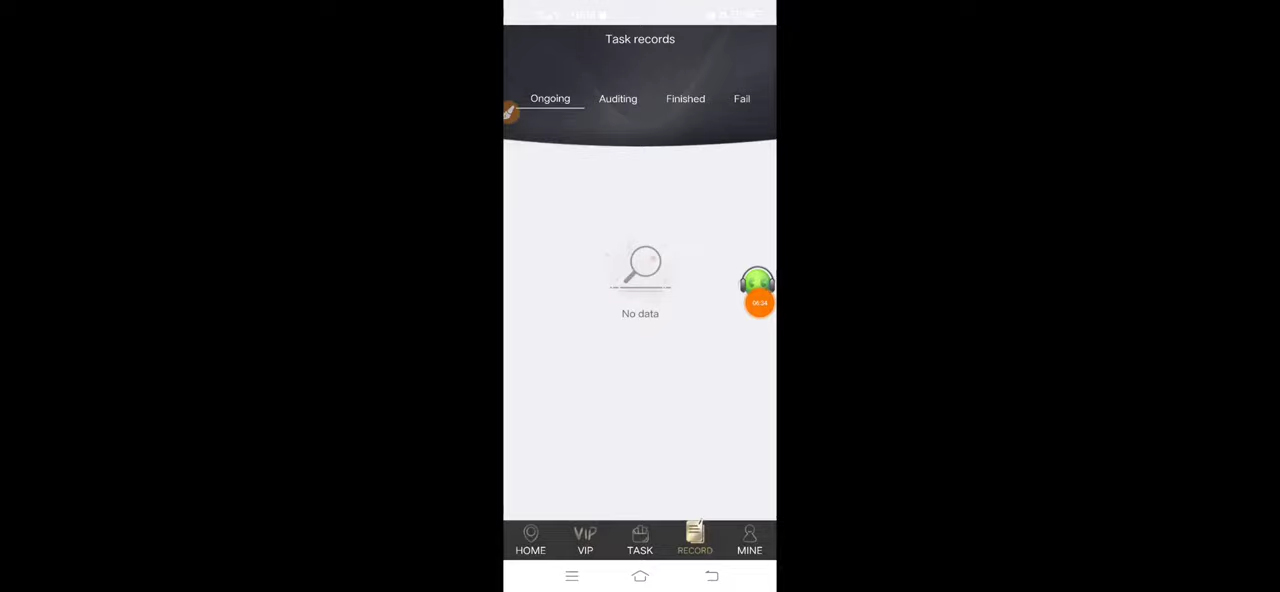 Task records
Ongoing Auditing Finished Fail
No data
HOME VIP TASK RECORD MINE